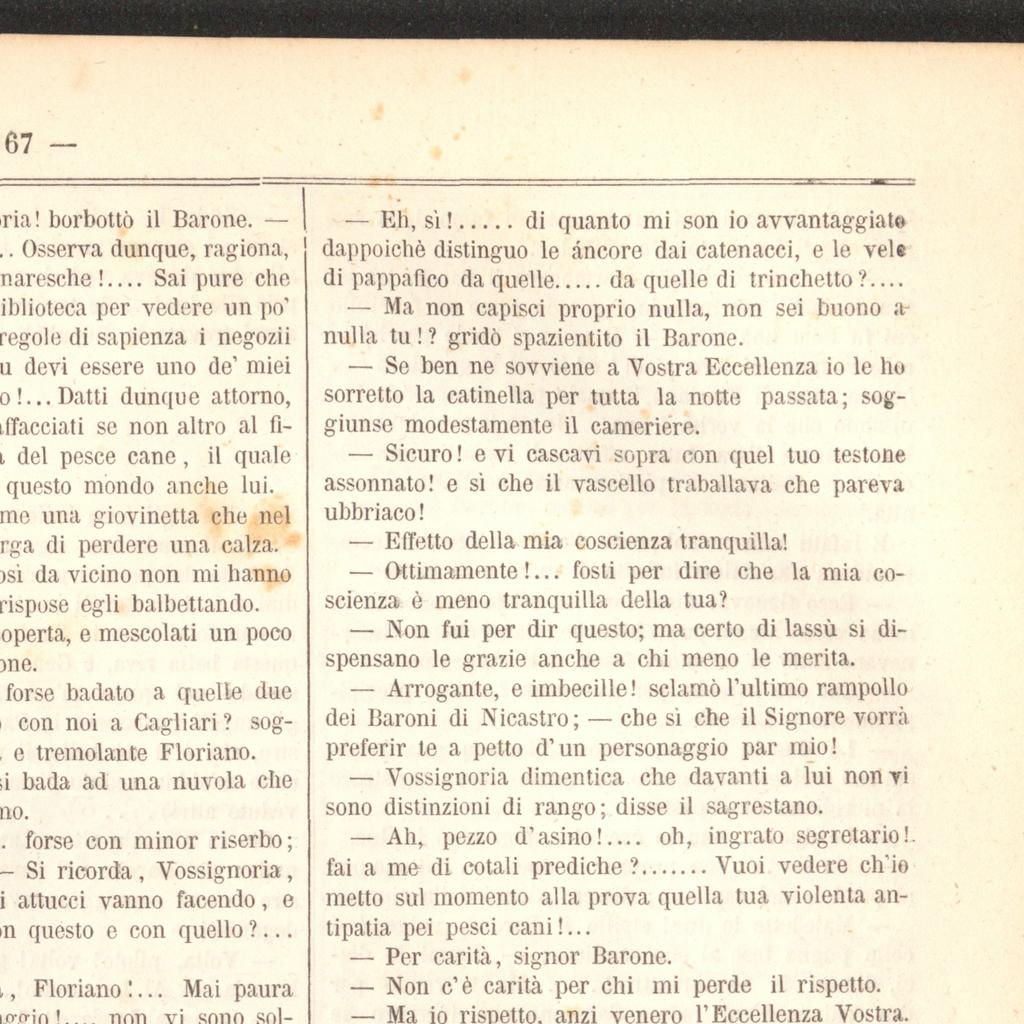 67 —
oria! borbottò il Barone. —
.. Osserva dunque, ragiona,
naresche!.... Sai pure che
iblioteca per vedere un po'
regole di sapienza i negozii
u devi essere uno de' miei
o!... Datti dunque attorno,
affacciati se non altro al fi-
a del pesce cane, il quale
questo mondo anche lui.
me una giovinetta che nel
rga di perdere una calza.
osì da vicino non mi hanno
rispose egli balbettando.
operta, e mescolati un poco
one.
forse badato a quelle due
con noi a Cagliari? sog-
e tremolante Floriano.
si bada ad una nuvola che
mo.
. forse con minor riserbo;
— Si ricorda, Vossignoria,
i attucci vanno facendo, e
on questo e con quello?...
a, Floriano!... Mai paura
aggio!.... non vi sono sol-
— Eh, sì!..... di quanto mi son io avvantaggiato
dappoichè distinguo le áncore dai catenacci, e le vele
di pappafico da quelle..... da quelle di trinchetto?....
— Ma non capisci proprio nulla, non sei buono a
nulla tu!? gridò spazientito il Barone.
— Se ben ne sovviene a Vostra Eccellenza io le ho
sorretto la catinella per tutta la notte passata; sog-
giunse modestamente il cameriere.
— Sicuro! e vi cascavi sopra con quel tuo testone
assonnato! e sì che il vascello traballava che pareva
ubbriaco!
— Effetto della mia coscienza tranquilla!
— Ottimamente!... fosti per dire che la mia co-
scienza è meno tranquilla della tua?
— Non fui per dir questo; ma certo di lassù si di-
spensano le grazie anche a chi meno le merita.
— Arrogante, e imbecille! sclamò l'ultimo rampollo
dei Baroni di Nicastro; — che sì che il Signore vorrà
preferir te a petto d'un personaggio par mio!
— Vossignoria dimentica che davanti a lui non vi
sono distinzioni di rango; disse il sagrestano.
— Ah, pezzo d'asino!.... oh, ingrato segretario!.
fai a me di cotali prediche?....... Vuoi vedere ch'io
metto sul momento alla prova quella tua violenta an-
tipatia pei pesci cani!...
— Per carità, signor Barone.
— Non c'è carità per chi mi perde il rispetto.
— Ma io rispetto, anzi venero l'Eccellenza Vostra.